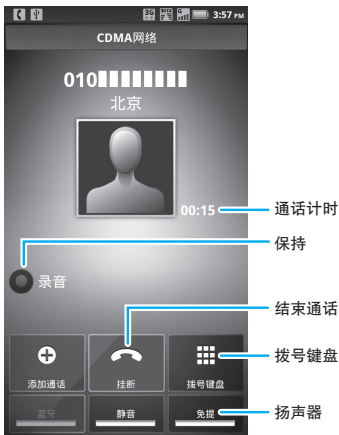 3:57 PM
CDMA网络
010
北京
00:15
通话计时
保持
录音
结束通话
添加通话
挂断
拨号键盘
拨号键盘
蓝牙
静音
免提
扬声器